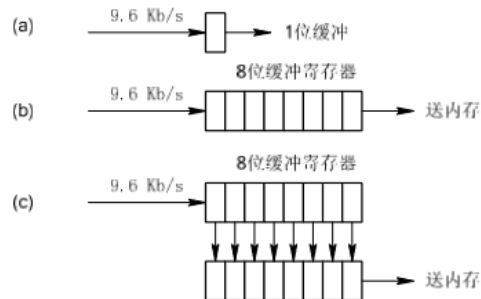 (a) 9.6 Kb/s 1位缓冲
8位缓冲寄存器
(b) 9.6 Kb/s 送内存
8位缓冲寄存器
(c) 9.6 Kb/s
送内存